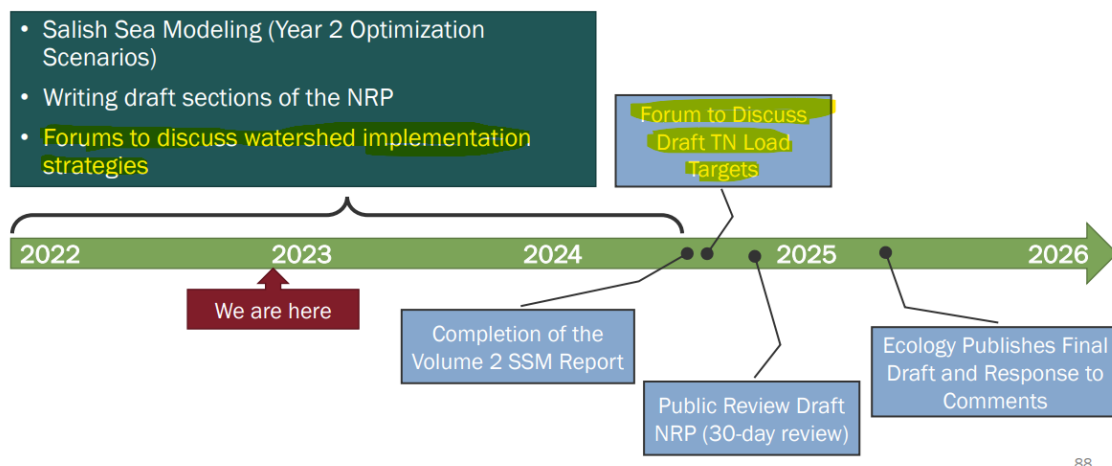 • Salish Sea Modeling (Year 2 Optimization
Scenarios)
• Writing draft sections of the NRP
• Forums to discuss watershed implementation
strategies
Forum to Discuss
Draft TN Load
Targets
2022
2023
2024
2025
2026
We are here
Completion of the
Volume 2 SSM Report
Public Review Draft
NRP (30-day review)
Ecology Publishes Final
Draft and Response to
Comments
88